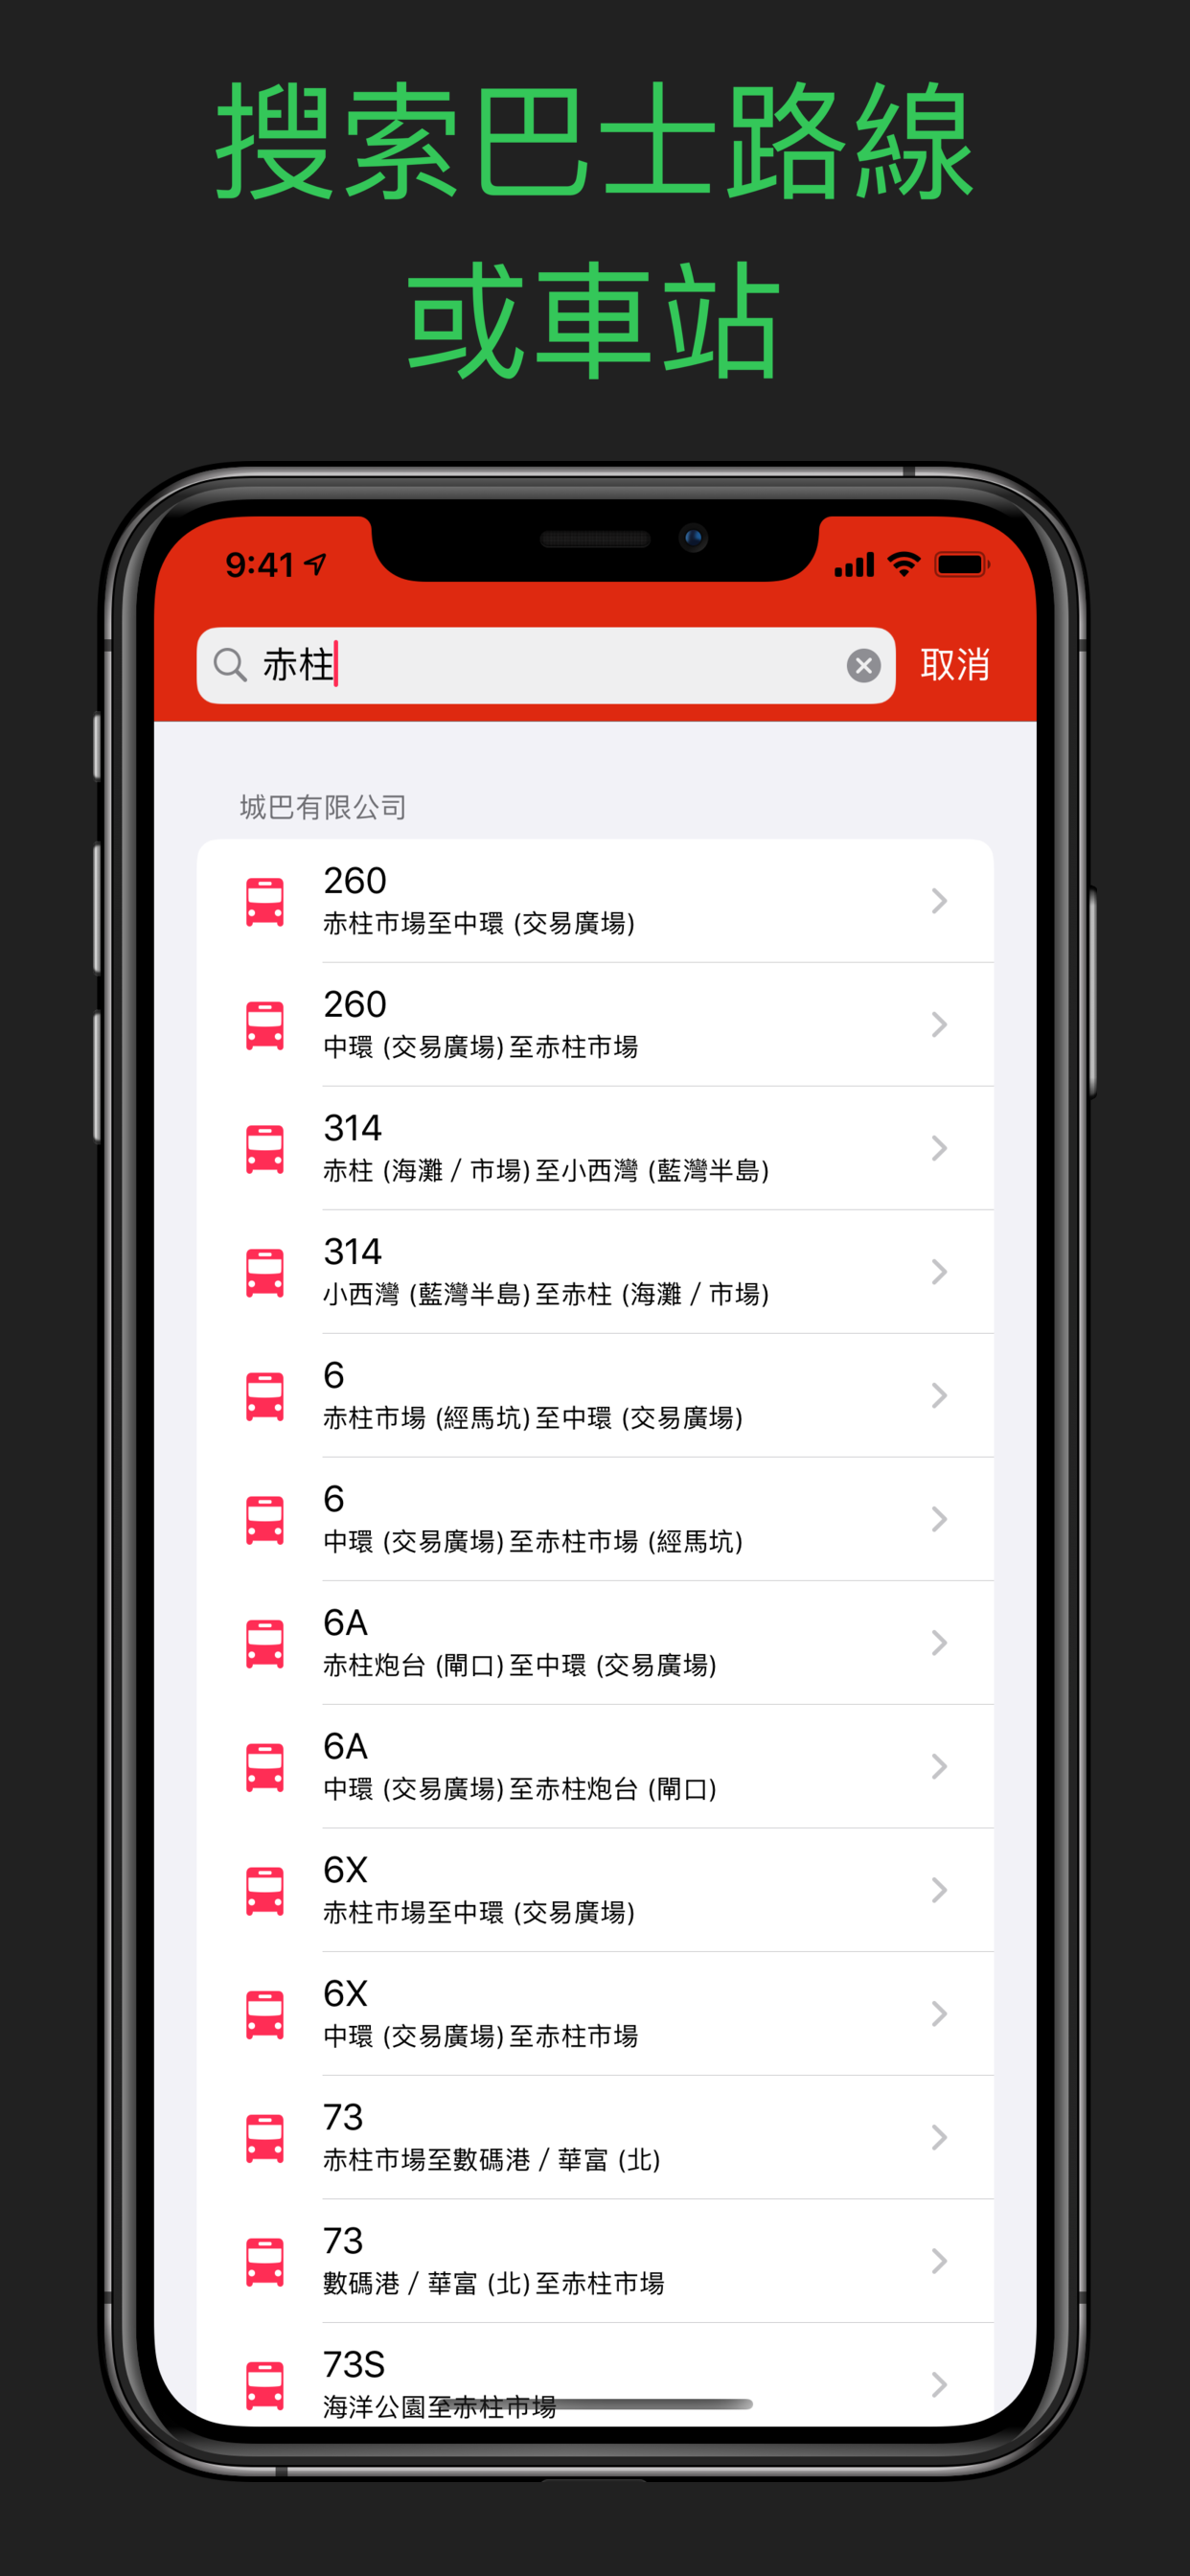 搜索巴士路線
或車站
9:41
赤柱
取消
城巴有限公司
260
赤柱市場至中環 (交易廣場)
260
中環 (交易廣場) 至赤柱市場
314
赤柱 (海灘 / 市場) 至小西灣 (藍灣半島)
314
小西灣 (藍灣半島) 至赤柱 (海灘 / 市場)
6
赤柱市場 (經馬坑) 至中環 (交易廣場)
6
中環 (交易廣場) 至赤柱市場 (經馬坑)
6A
赤柱炮台 (閘口) 至中環 (交易廣場)
6A
中環 (交易廣場) 至赤柱炮台 (閘口)
6X
赤柱市場至中環 (交易廣場)
6X
中環 (交易廣場) 至赤柱市場
73
赤柱市場至數碼港 / 華富 (北)
73
數碼港 / 華富 (北) 至赤柱市場
73S
海洋公園至赤柱市場